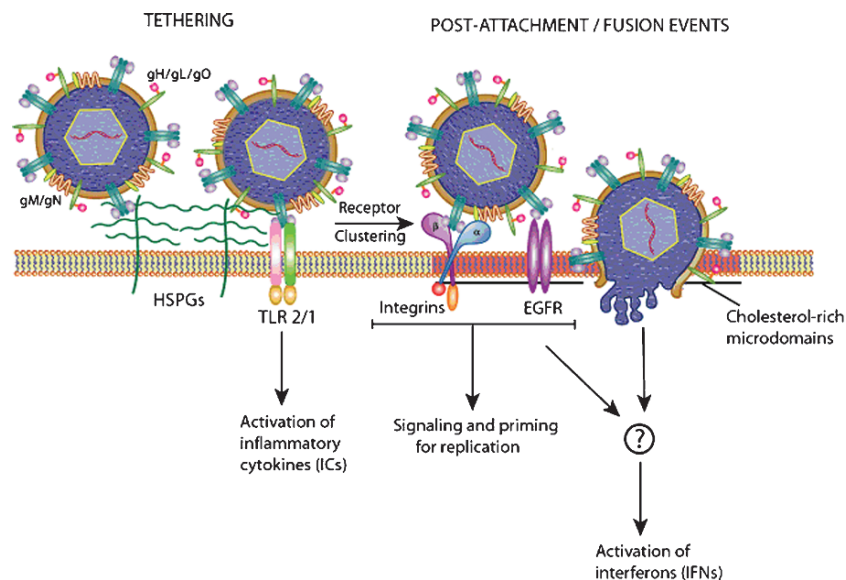 TETHERING
POST-ATTACHMENT / FUSION EVENTS
gH/gL/gO
gM/gN
Receptor
Clustering
β
α
HSPGs
TLR 2/1
Integrins
EGFR
Cholesterol-rich
microdomains
Activation of
inflammatory
cytokines (ICs)
Signaling and priming
for replication
?
Activation of
interferons (IFNs)